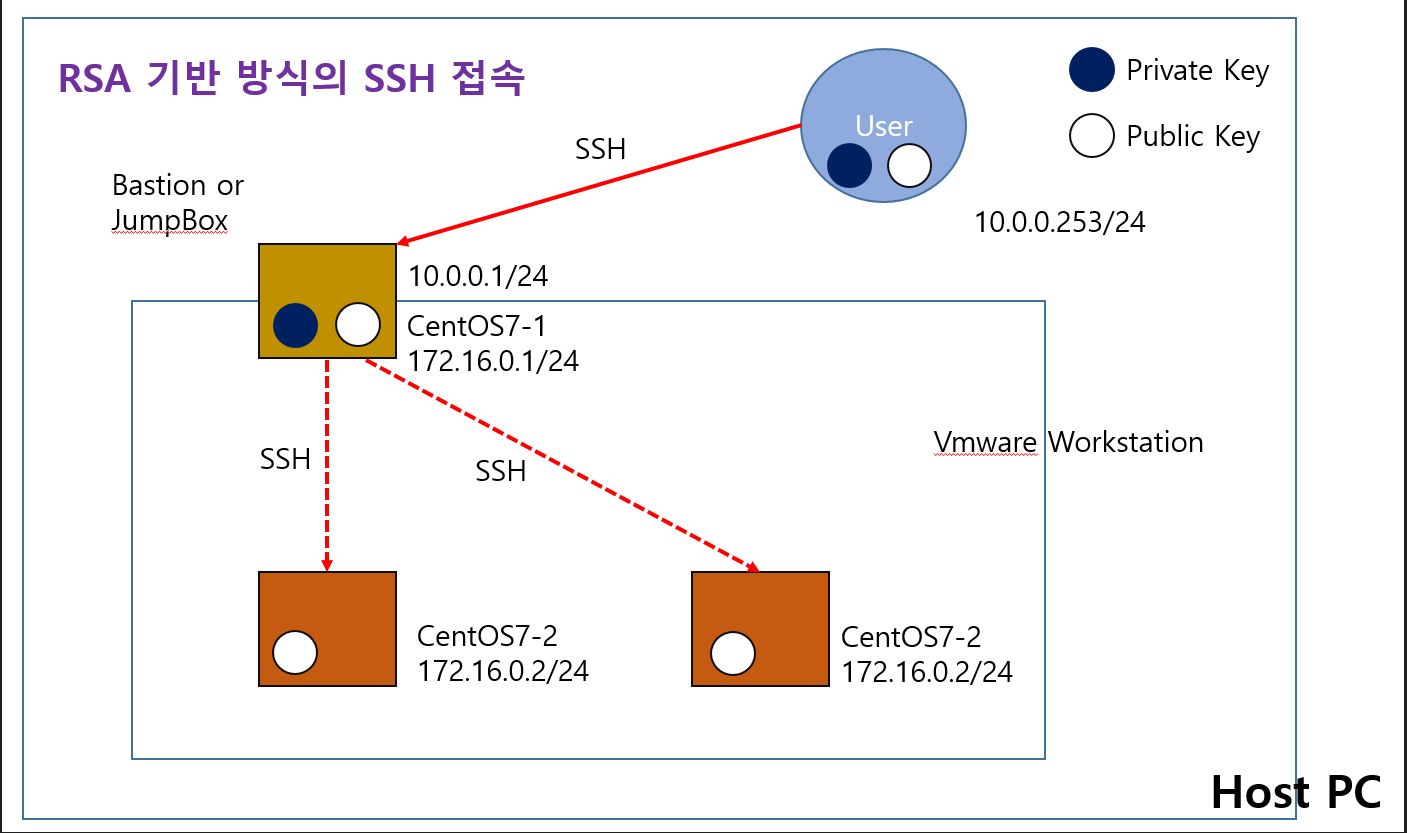 RSA 기반 방식의 SSH 접속
Private Key
Public Key
User
SSH
10.0.0.253/24
Bastion or
JumpBox
10.0.0.1/24
CentOS7-1
172.16.0.1/24
Vmware Workstation
SSH
SSH
CentOS7-2
172.16.0.2/24
CentOS7-2
172.16.0.2/24
Host PC